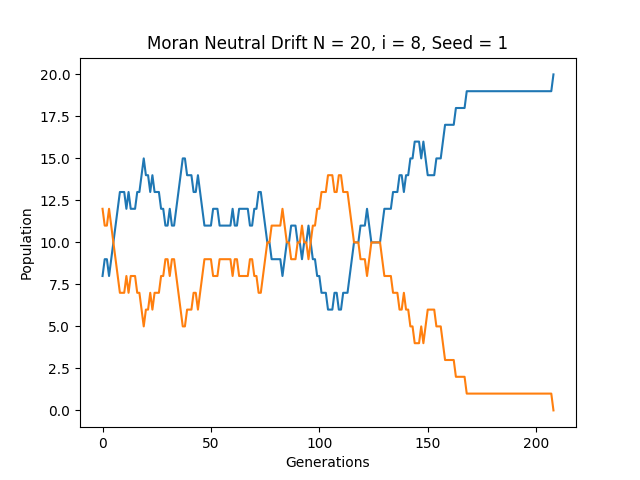 Moran Neutral Drift N = 20, i = 8, Seed = 1
20.0
17.5
15.0
12.5
10.0
7.5
5.0
2.5
0.0
Population
0 50 100 150 200
Generations